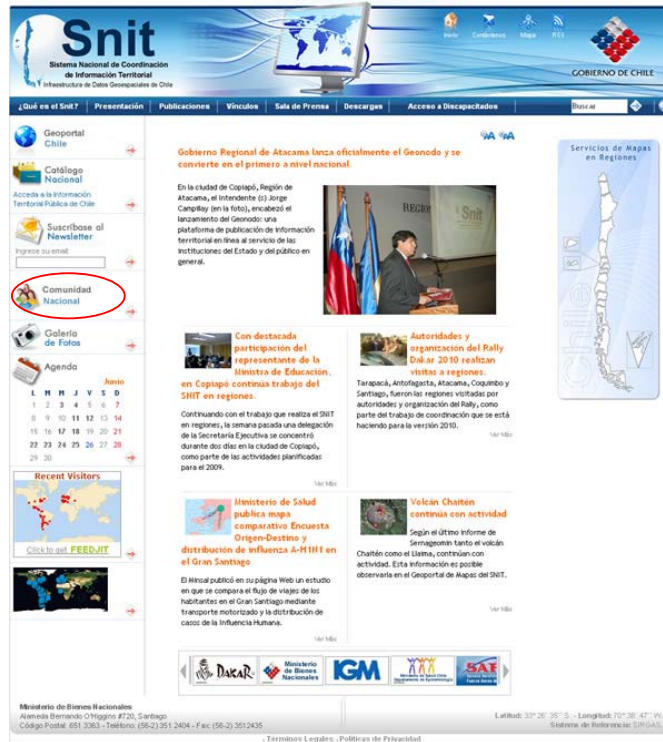 Snit
Sistema Nacional de Coordinación
de Información Territorial
Infraestructura de Datos Geoespaciales de Chile
Inicio
Contáctenos
Mapa
RSS
GOBIERNO DE CHILE
¿Qué es el Snit?
Presentación
Publicaciones
Vínculos
Sala de Prensa
Descargas
Acceso a Discapacitados
Buscar
Geoportal
Chile
Catálogo
Nacional
Acceda a la Información
Territorial Pública de Chile
Suscríbase al
Newsletter
Ingrese su email:
Comunidad
Nacional
Galería
de Fotos
Agenda
Junio
L M M J V S D
1 2 3 4 5 6 7
8 9 10 11 12 13 14
15 16 17 18 19 20 21
22 23 24 25 26 27 28
29 30
Recent Visitors
Click to get FEEDJIT
Gobierno Regional de Atacama lanza oficialmente el Geonodo y se
convierte en el primero a nivel nacional.
En la ciudad de Copiapó, Región de
Atacama, el Intendente (s) Jorge
Campillay (en la foto), encabezó el
lanzamiento del Geonodo: una
plataforma de publicación de información
territorial en línea al servicio de las
instituciones del Estado y del público en
general.
REGIÓN
Snit
Con destacada
participación del
representante de la
Ministra de Educación,
en Copiapó continúa trabajo del
SNIT en regiones.
Continuando con el trabajo que realiza el SNIT
en regiones, la semana pasada una delegación
de la Secretaría Ejecutiva se concentró
durante dos días en la ciudad de Copiapó,
como parte de las actividades planificadas
para el 2009.
Ver Más
Autoridades y
organización del Rally
Dakar 2010 realizan
visitas a regiones.
Tarapacá, Antofagasta, Atacama, Coquimbo y
Santiago, fueron las regiones visitadas por
autoridades y organización del Rally, como
parte del trabajo de coordinación que se está
haciendo para la versión 2010.
Ver Más
Ministerio de Salud
publica mapa
comparativo Encuesta
Origen-Destino y
distribución de influenza A-H1N1 en
el Gran Santiago
El Minsal publicó en su página Web un estudio
en que se compara el flujo de viajes de los
habitantes en el Gran Santiago mediante
transporte motorizado y la distribución de
casos de la Influencia Humana.
Ver Más
Volcán Chaitén
continúa con actividad
Según el último informe de
Sernageomin tanto el volcán
Chaitén como el Llaima, continúan con
actividad. Esta información es posible
observarla en el Geoportal de Mapas del SNIT.
Ver Más
DAKAR
Ministerio
de Bienes
Nacionales
IGM
SAF
Servicios de Mapas
en Regiones
Chile
Ministerio de Bienes Nacionales
Alameda Bernardo O'Higgins #720, Santiago
Código Postal: 651 3363 - Teléfono: (56-2) 351 2404 - Fax: (56-2) 3512435
Latitud: 33° 26' 35" S. - Longitud: 70° 38' 47" W
Sistema de Referencia: SIRGAS
. Términos Legales . Políticas de Privacidad